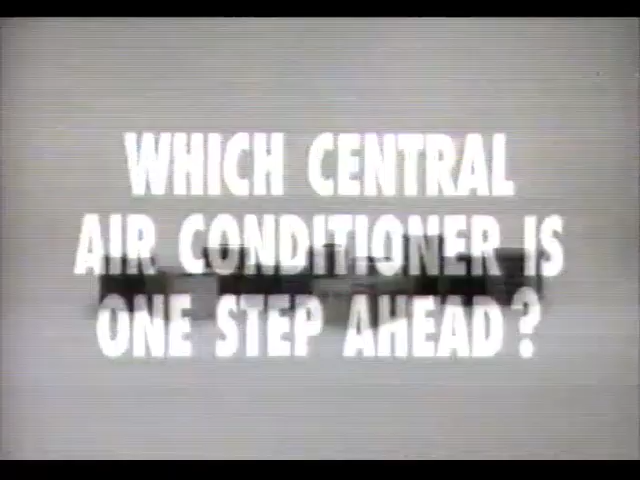 WHICH CENTRAL
AIR CONDITIONER IS
ONE STEP AHEAD?